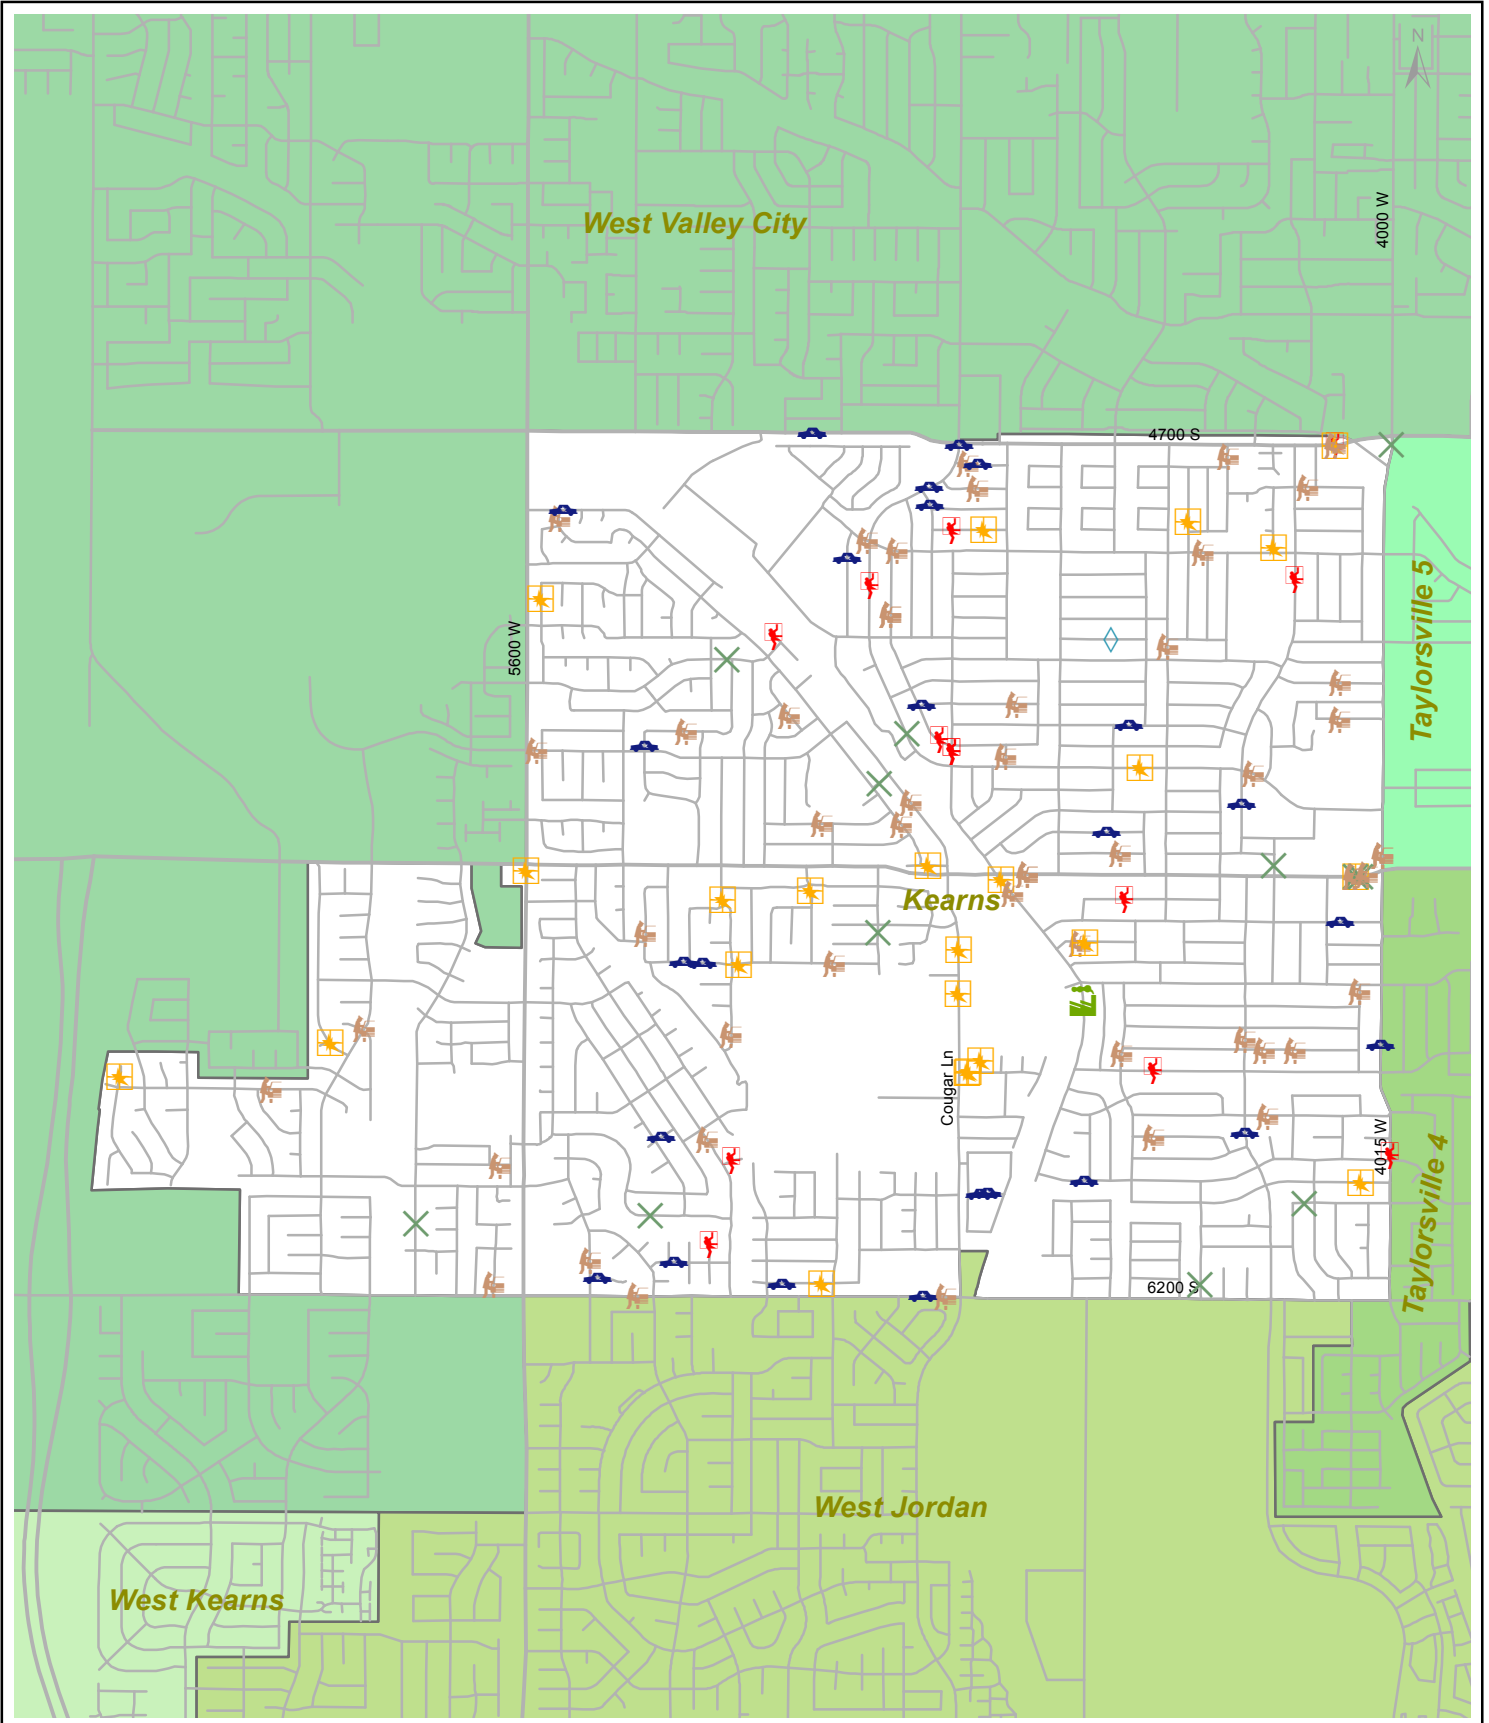 N
4000 W
West Valley City
4700 S
Taylorsville 5
5600 W
Kearns
Cougar Ln
4015 W
Taylorsville 4
6200 S
West Jordan
West Kearns